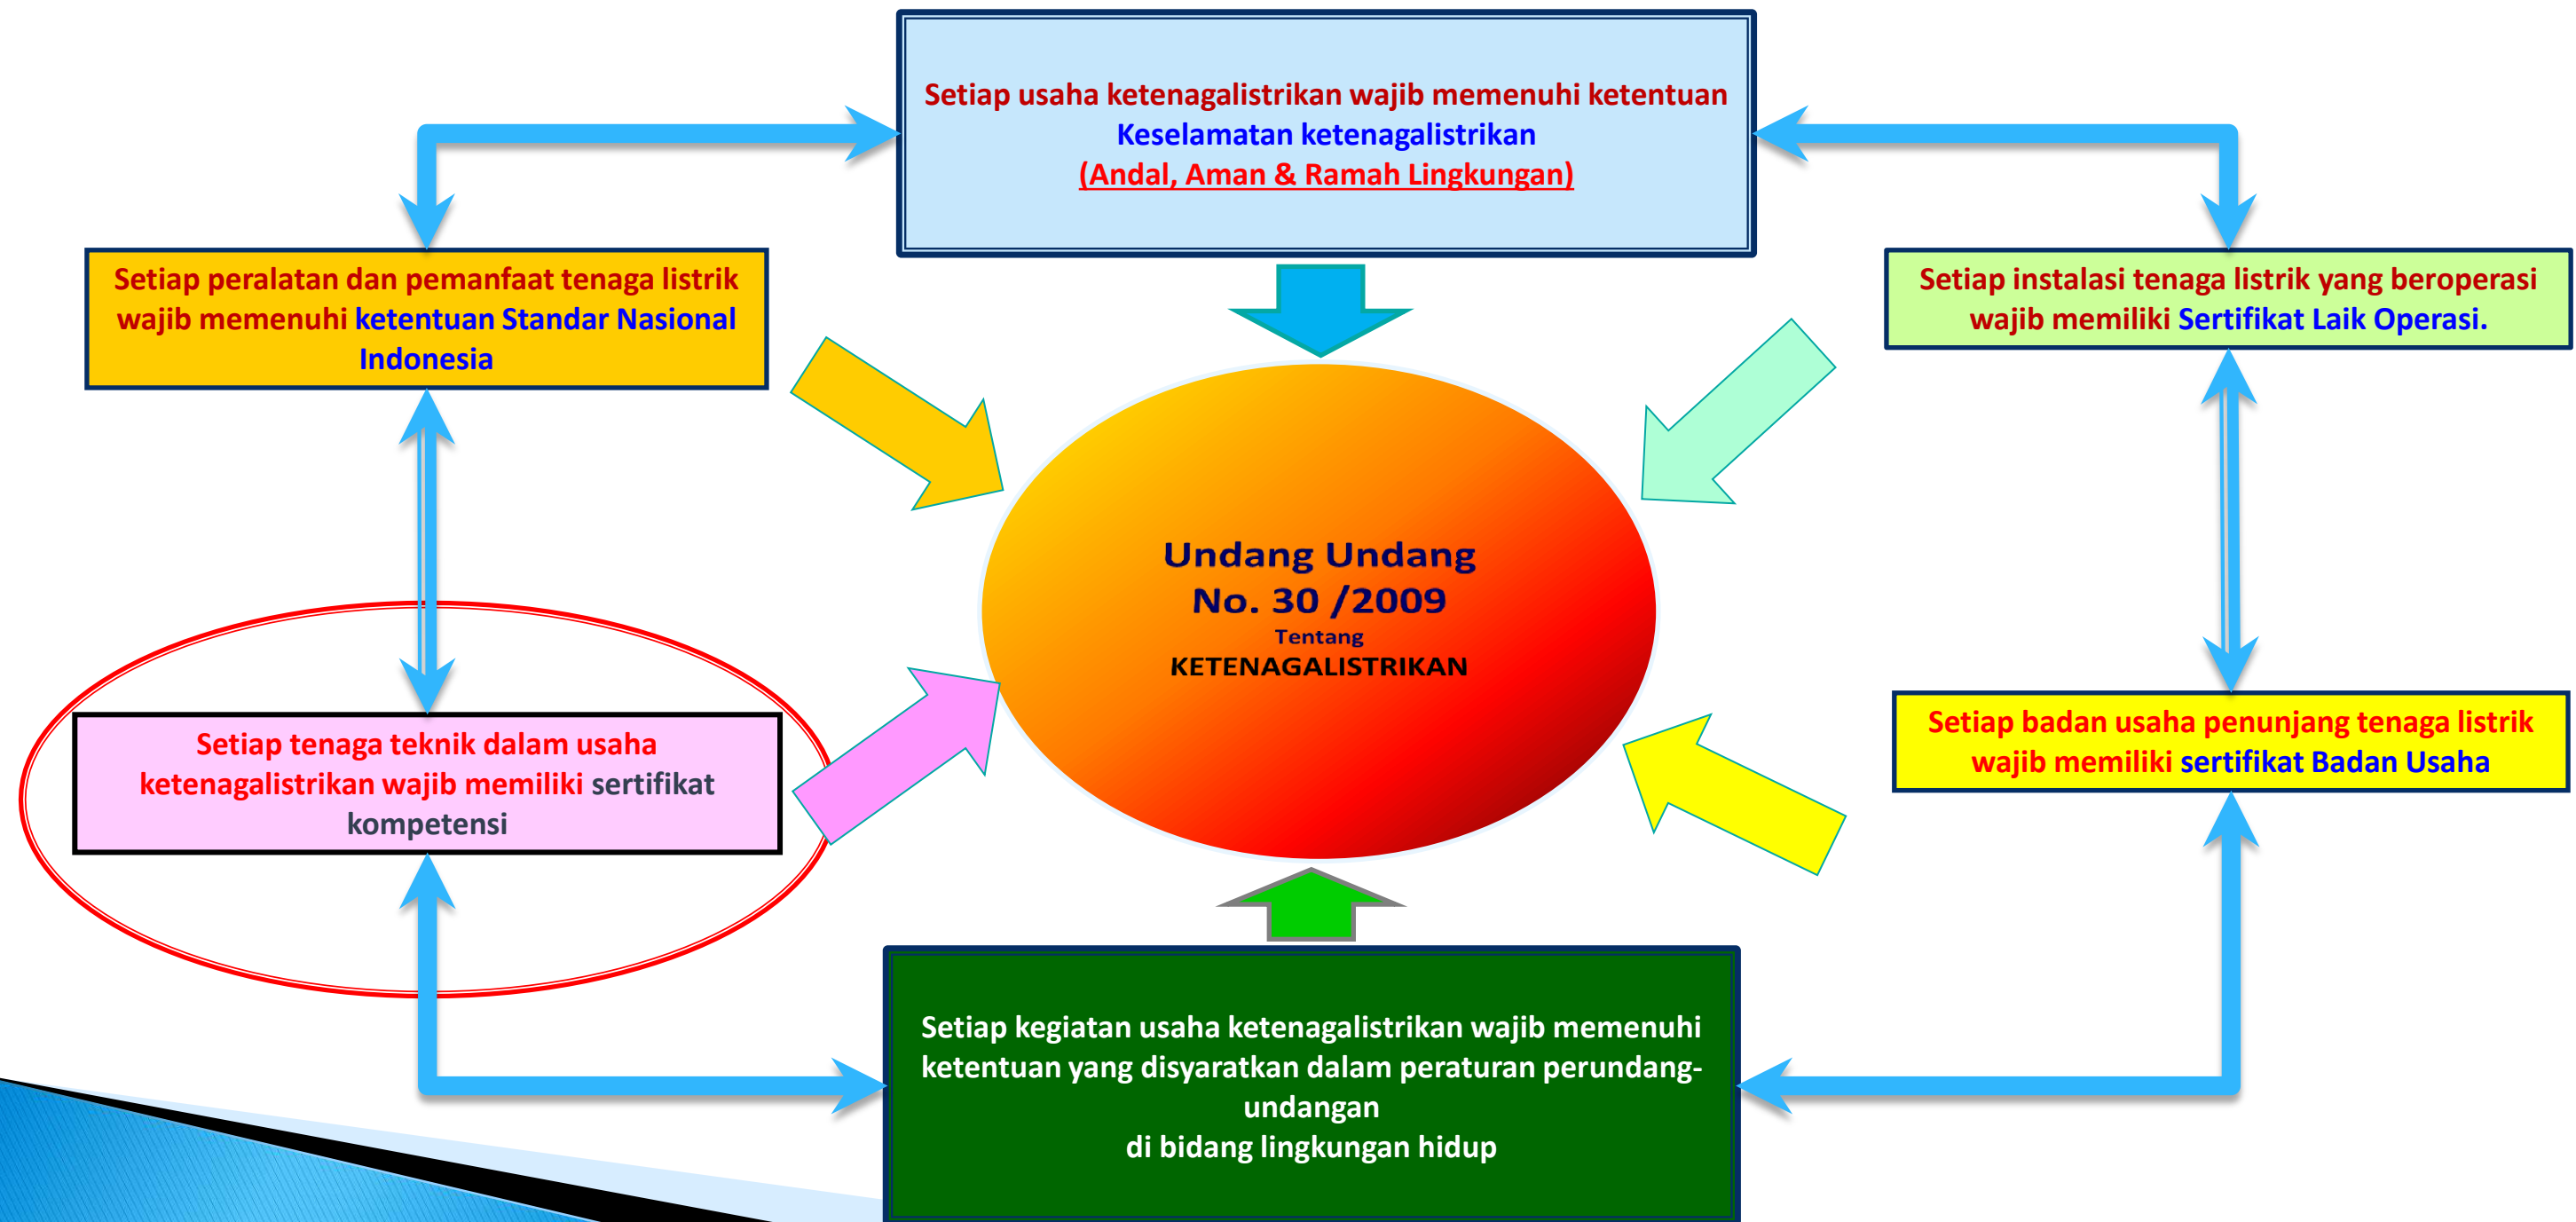 Setiap usaha ketenagalistrikan wajib memenuhi ketentuan
Keselamatan ketenagalistrikan
(Andal, Aman & Ramah Lingkungan)
Setiap peralatan dan pemanfaat tenaga listrik
wajib memenuhi ketentuan Standar Nasional
Indonesia
Setiap instalasi tenaga listrik yang beroperasi
wajib memiliki Sertifikat Laik Operasi.
Undang Undang
No. 30 /2009
Tentang
KETENAGALISTRIKAN
Setiap tenaga teknik dalam usaha
ketenagalistrikan wajib memiliki sertifikat
kompetensi
Setiap badan usaha penunjang tenaga listrik
wajib memiliki sertifikat Badan Usaha
Setiap kegiatan usaha ketenagalistrikan wajib memenuhi
ketentuan yang disyaratkan dalam peraturan perundang-
undangan
di bidang lingkungan hidup